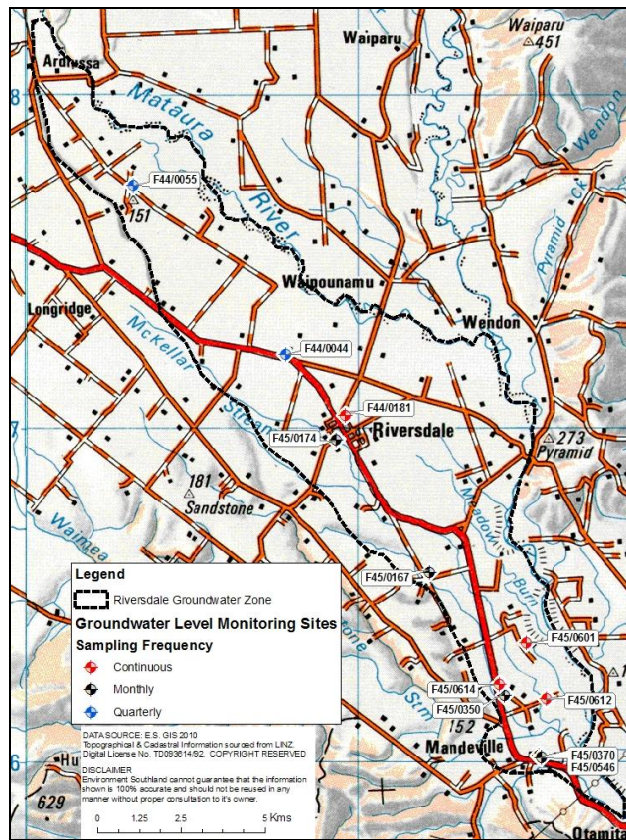 Waiparu
451
Waiparu
Ardlussa
Wendon
8
Mataura
F44/0055
151
River
Pyramid Ck
Waipounamu
Longridge
Wendon
McKellar
F44/0044
Stream
F44/0181
7
F45/0174
Riversdale
273
Pyramid
181
Sandstone
Meadow
Waimea
Burn
F45/0167
Legend
Riversdale Groundwater Zone
Groundwater Level Monitoring Sites
Sampling Frequency
Continuous
Monthly
Quarterly
F45/0601
F45/0614
F45/0612
F45/0350
Stm
152
DATA SOURCE: E.S. GIS 2010
Topographical & Cadastral Information sourced from LINZ.
Digital License No. TD093614/92. COPYRIGHT RESERVED
DISCLAIMER
Environment Southland cannot guarantee that the information
shown is 100% accurate and should not be reused in any
manner without proper consultation to it's owner.
Mandeville
6
F45/0370
F45/0546
629
0 1.25 2.5 5 Kms
Otamita